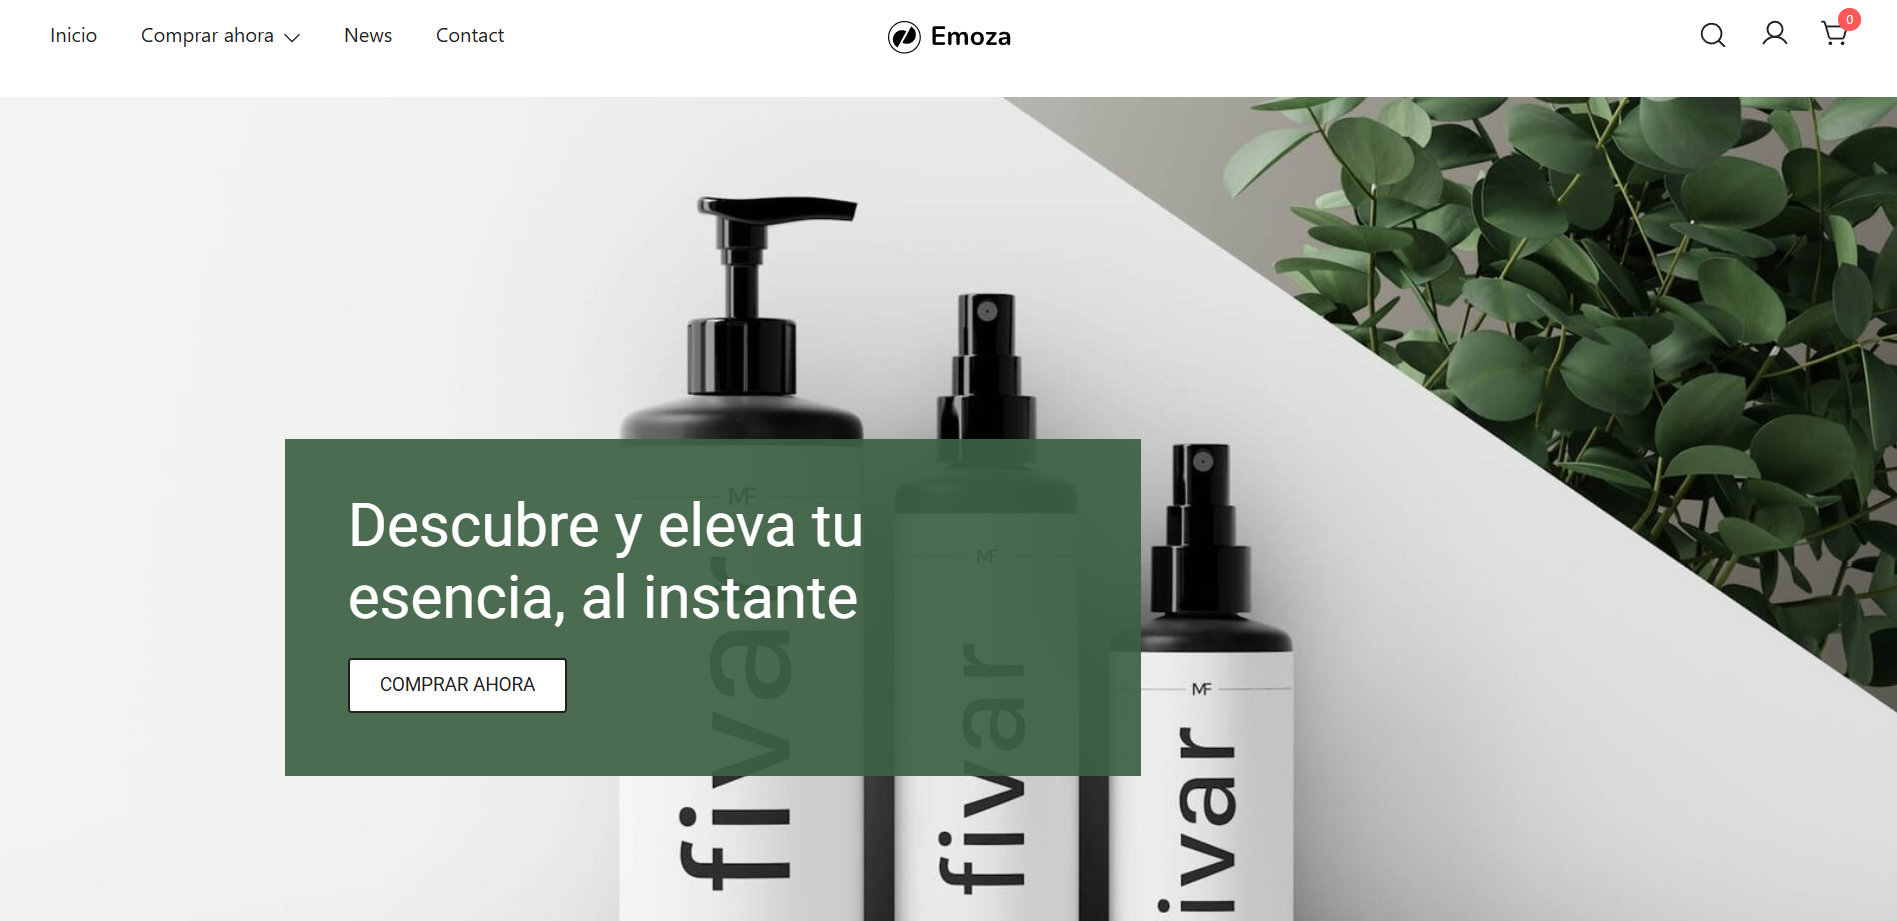 Inicio
Comprar ahora
News
Contact
Emoza
0
MF
MF
Descubre y eleva tu
esencia, al instante
COMPRAR AHORA
MF
fivar
fivar
ivar